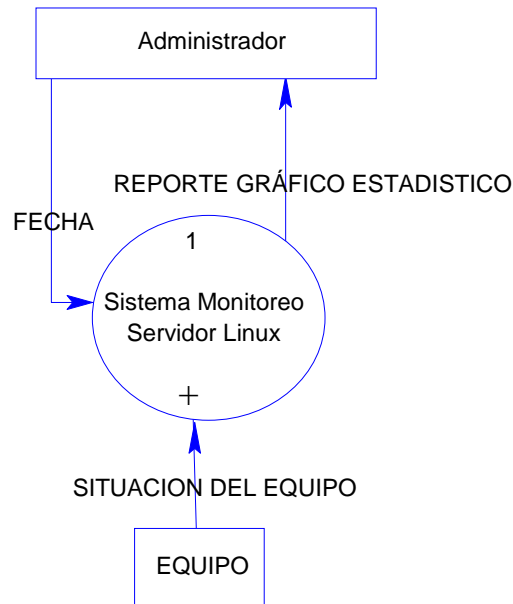 Administrador
REPORTE GRÁFICO ESTADISTICO
FECHA
1
Sistema Monitoreo
Servidor Linux
+
SITUACION DEL EQUIPO
EQUIPO